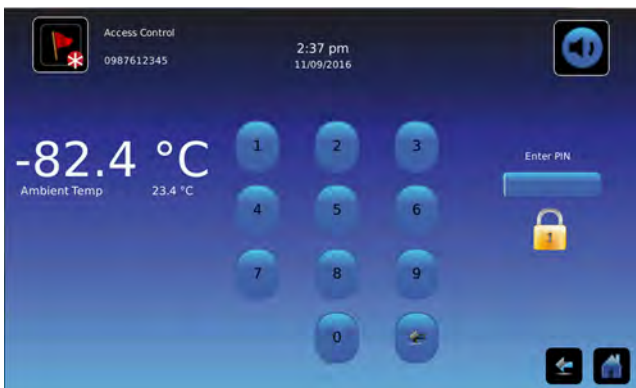 Access Control
0987612345
2:37 pm
11/09/2016
-82.4 °C
Ambient Temp 23.4 °C
1 2 3
Enter PIN
4 5 6
7 8 9
0